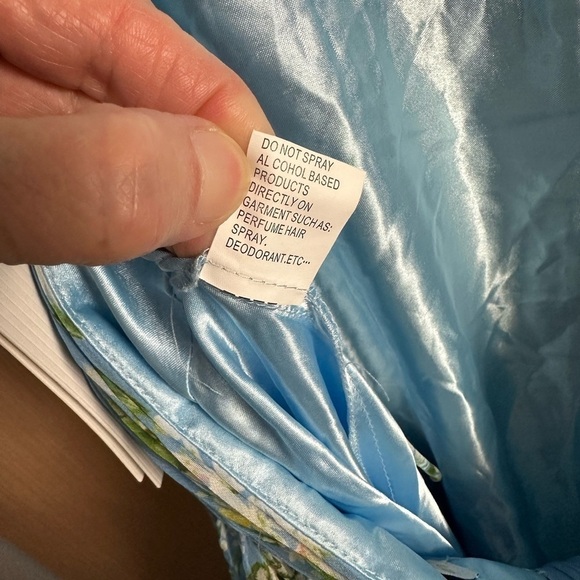 DO NOT SPRAY
AL COHOL BASED
PRODUCTS
DIRECTLY ON
GARMENT SUCH AS:
PERFUME HAIR
SPRAY.
DEODORANT.ETC···